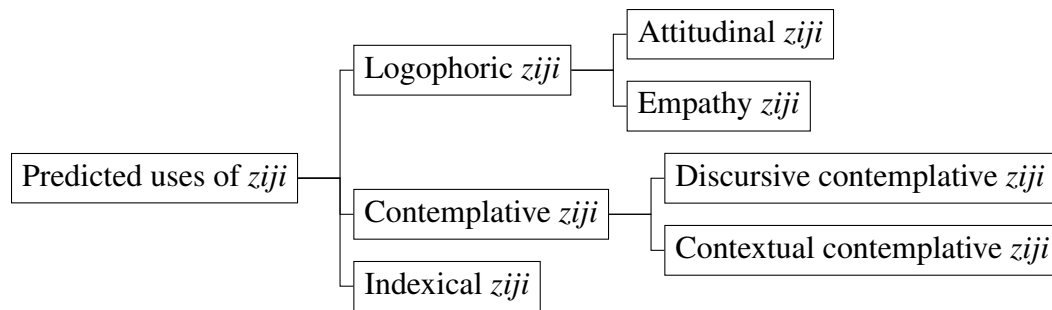 Predicted uses of ziji
Logophoric ziji
Attitudinal ziji
Empathy ziji
Contemplative ziji
Discursive contemplative ziji
Contextual contemplative ziji
Indexical ziji